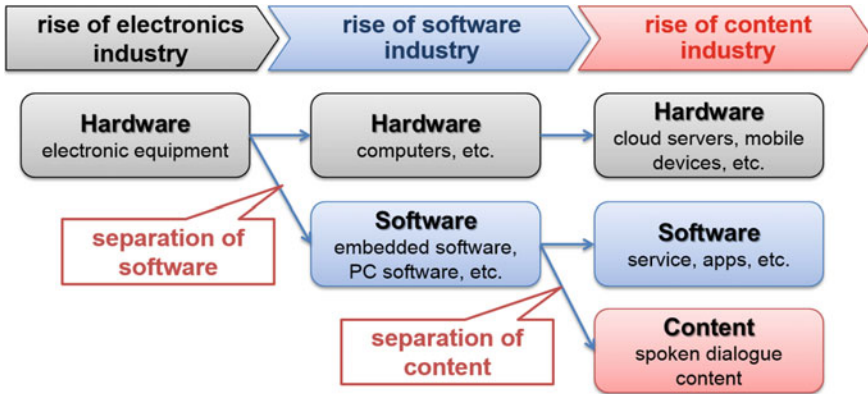 rise of electronics
industry
rise of software
industry
rise of content
industry
Hardware
electronic equipment
Hardware
computers, etc.
Hardware
cloud servers, mobile
devices, etc.
separation of
software
Software
embedded software,
PC software, etc.
Software
service, apps, etc.
separation of
content
Content
spoken dialogue
content